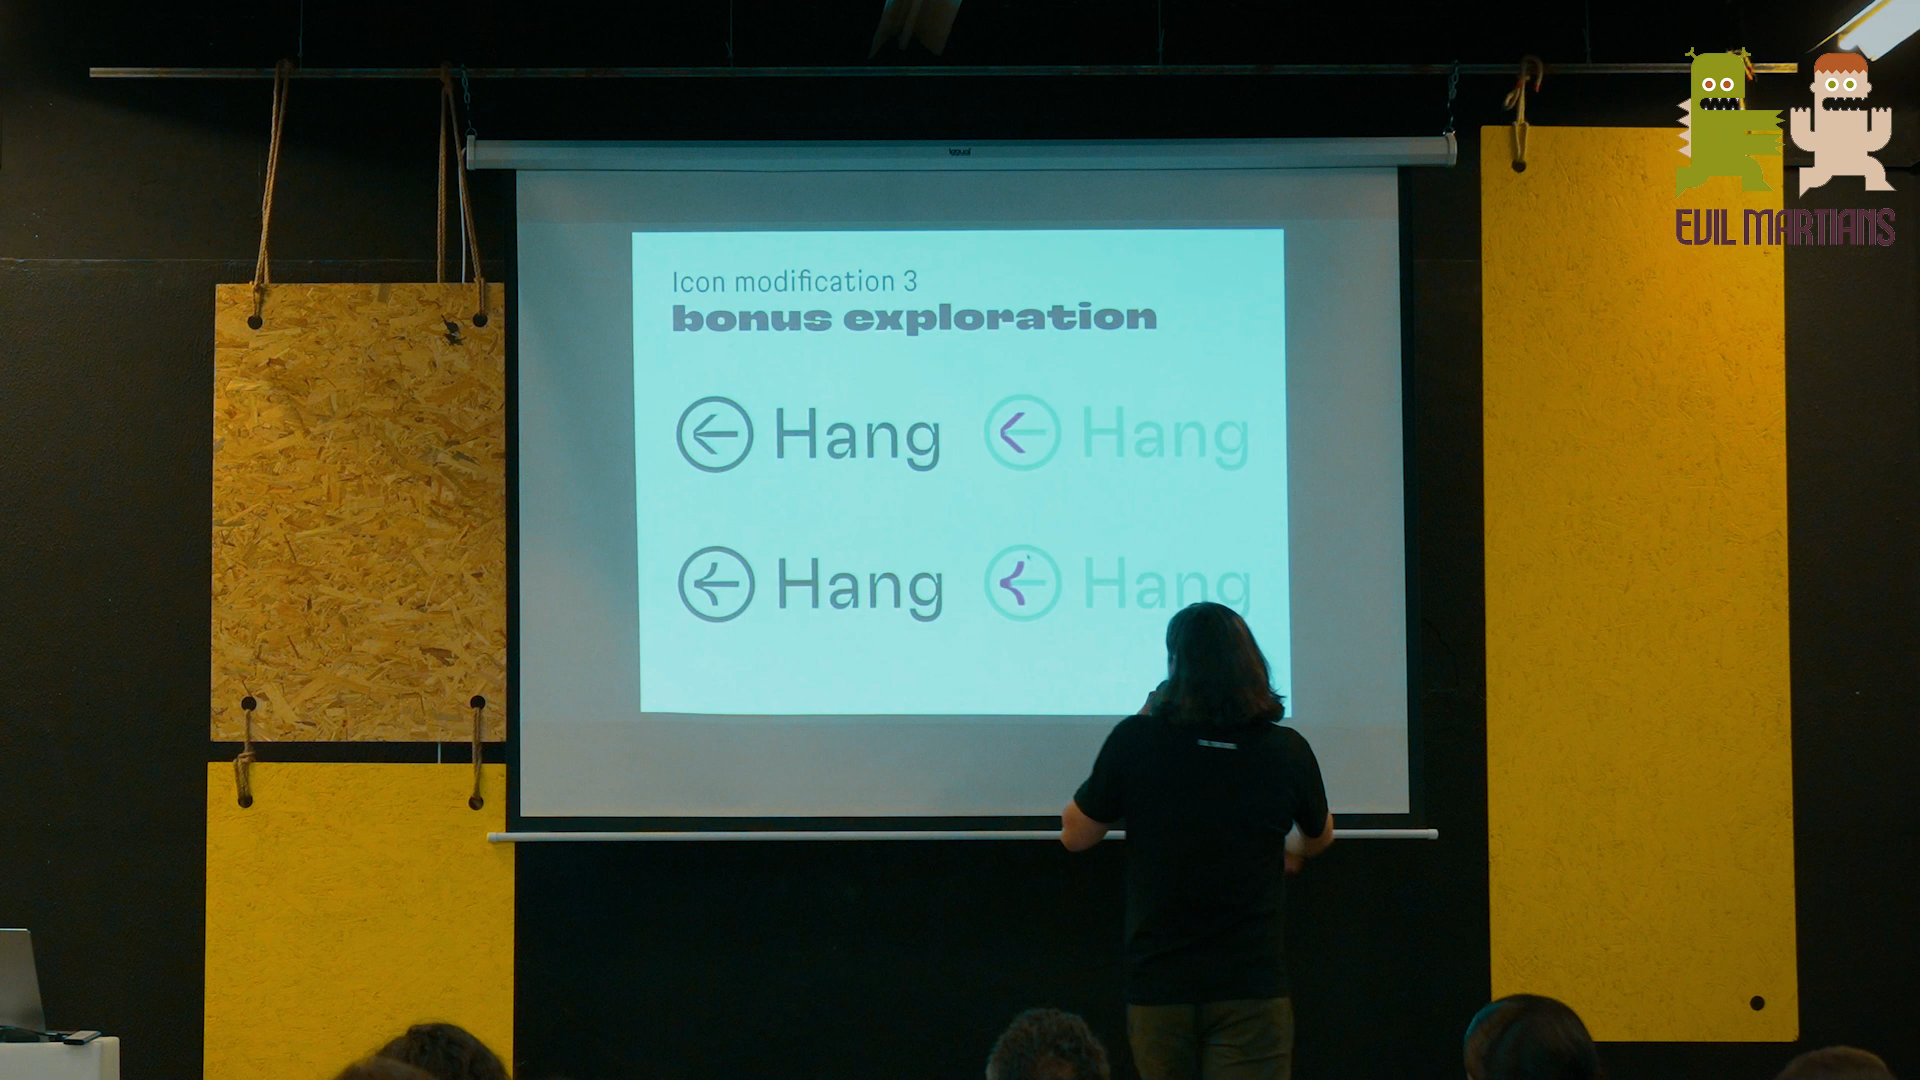 Icon modification 3
bonus exploration
Hang Hang
Hang Hang
EVIL MARTIANS